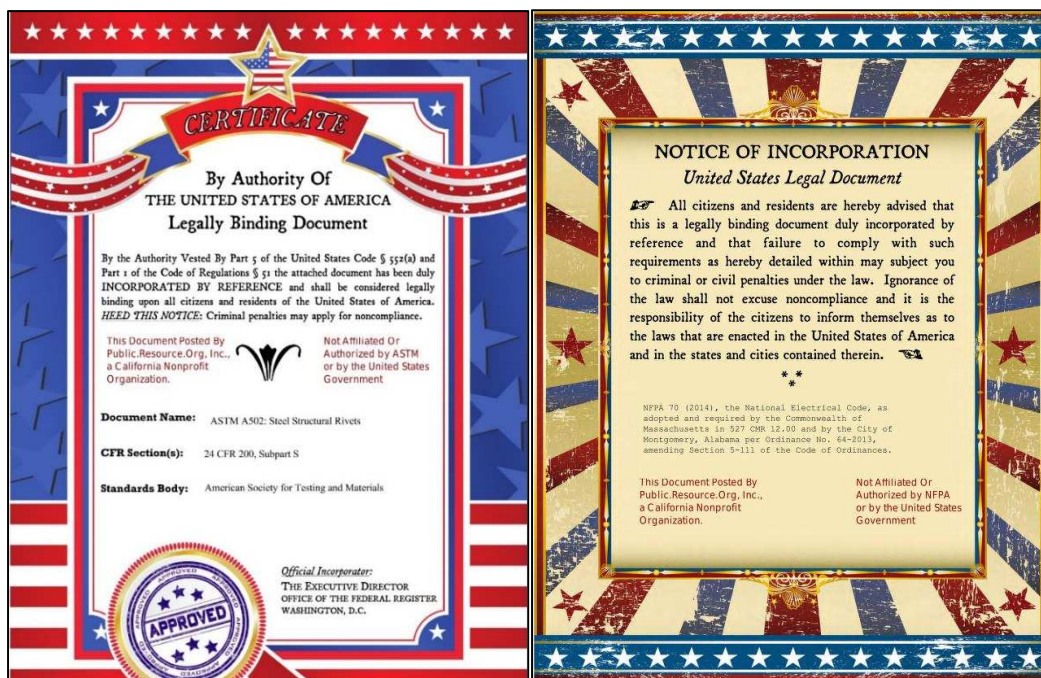 CERTIFICATE
By Authority Of
THE UNITED STATES OF AMERICA
Legally Binding Document
By the Authority Vested By Part 5 of the United States Code § 552(a) and
Part 1 of the Code of Regulations § 51 the attached document has been duly
INCORPORATED BY REFERENCE and shall be considered legally
binding upon all citizens and residents of the United States of America.
HEED THIS NOTICE: Criminal penalties may apply for noncompliance.
This Document Posted By
Public.Resource.Org, Inc.,
a California Nonprofit
Organization.
Not Affiliated Or
Authorized by ASTM
or by the United States
Government
Document Name: ASTM A502: Steel Structural Rivets
CFR Section(s): 24 CFR 200, Subpart S
Standards Body: American Society for Testing and Materials
Official Incorporator:
THE EXECUTIVE DIRECTOR
OFFICE OF THE FEDERAL REGISTER
WASHINGTON, D.C.
APPROVED
APPROVED
APPROVED
APPROVED
APPROVED
NOTICE OF INCORPORATION
United States Legal Document
All citizens and residents are hereby advised that
this is a legally binding document duly incorporated by
reference and that failure to comply with such
requirements as hereby detailed within may subject you
to criminal or civil penalties under the law. Ignorance of
the law shall not excuse noncompliance and it is the
responsibility of the citizens to inform themselves as to
the laws that are enacted in the United States of America
and in the states and cities contained therein.
* *
*
NFPA 70 (2014), the National Electrical Code, as
adopted and required by the Commonwealth of
Massachusetts in 527 CMR 12.00 and by the City of
Montgomery, Alabama per Ordinance No. 64-2013,
amending Section 5-111 of the Code of Ordinances.
This Document Posted By
Public.Resource.Org, Inc.,
a California Nonprofit
Organization.
Not Affiliated Or
Authorized by NFPA
or by the United States
Government